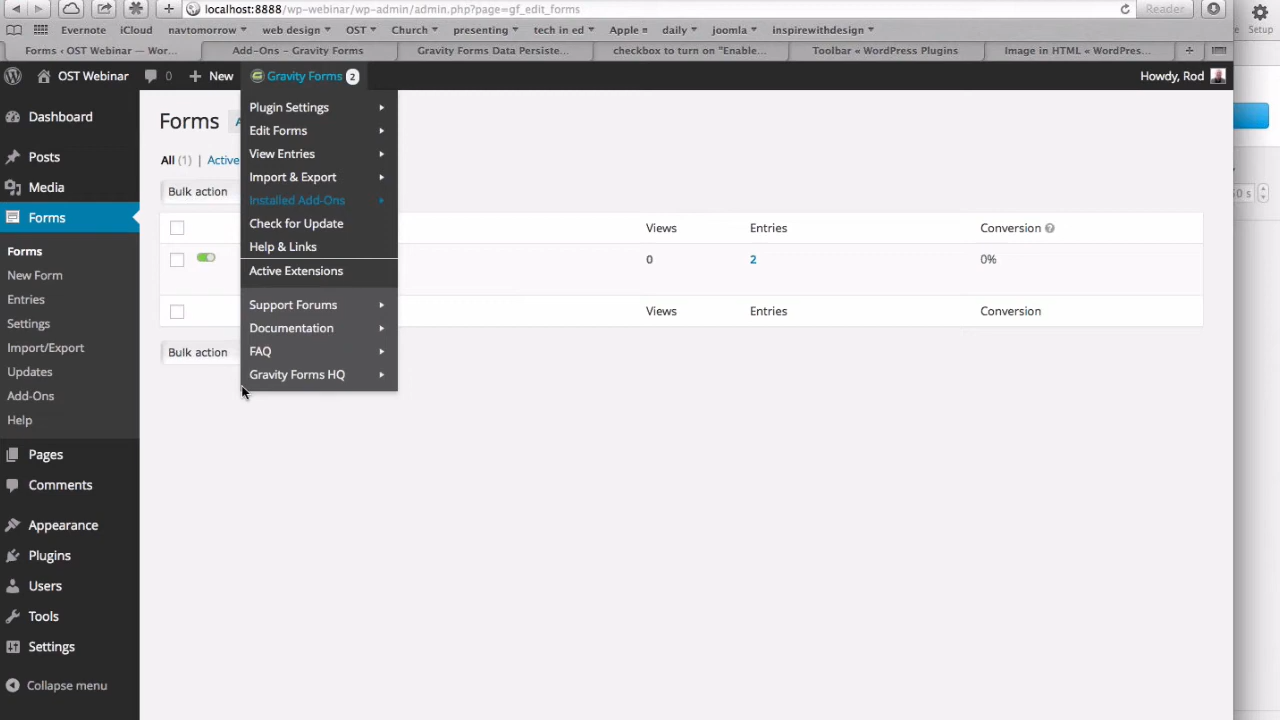 localhost:8888/wp-webinar/wp-admin/admin.php?page=gf_edit_forms
Reader
Evernote iCloud navtomorrow web design OST Church presenting tech in ed Apple daily joomla inspirewithdesign
Setup
Forms ‹ OST Webinar — Wor...
Add-Ons – Gravity Forms
Gravity Forms Data Persiste...
checkbox to turn on "Enable...
Toolbar « WordPress Plugins
Image in HTML « WordPres...
OST Webinar 0 New Gravity Forms 2 Howdy, Rod
Dashboard
Posts
Media
Forms
Forms
New Form
Entries
Settings
Import/Export
Updates
Add-Ons
Help
Pages
Comments
Appearance
Plugins
Users
Tools
Settings
Collapse menu
Plugin Settings
Edit Forms
View Entries
Import & Export
Installed Add-Ons
Check for Update
Help & Links
Active Extensions
Support Forums
Documentation
FAQ
Gravity Forms HQ
Forms
All (1) | Active
Bulk action
Views Entries Conversion
0 2 0%
Views Entries Conversion
Bulk action